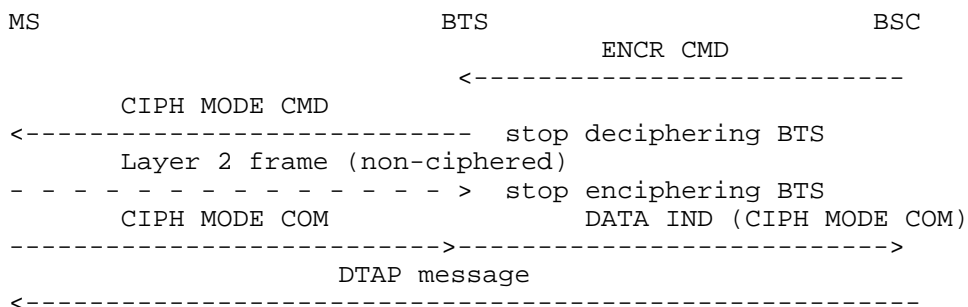 MS BTS BSC
ENCR CMD
<---------------------------
CIPH MODE CMD
<---------------------------- stop deciphering BTS
Layer 2 frame (non-ciphered)
- - - - - - - - - - - - - - > stop enciphering BTS
CIPH MODE COM DATA IND (CIPH MODE COM)
--------------------------->--------------------------->
DTAP message
<--------------------------------------------------------